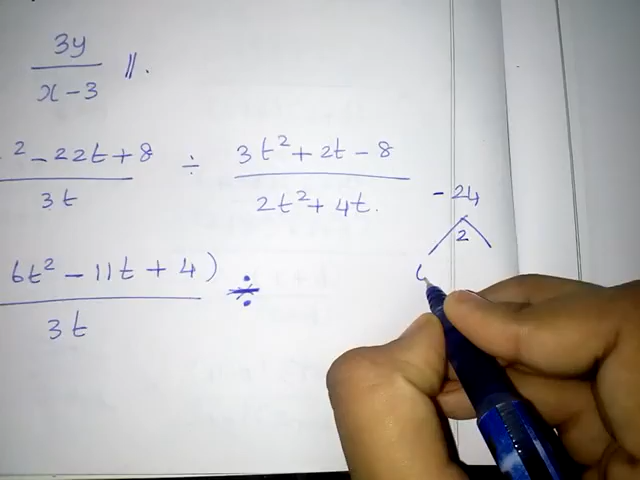 3y
x - 3 //.
² - 22t + 8 ÷ 3t² + 2t - 8
3t 2t² + 4t.
- 24
2
6t² - 11t + 4) ÷
3t